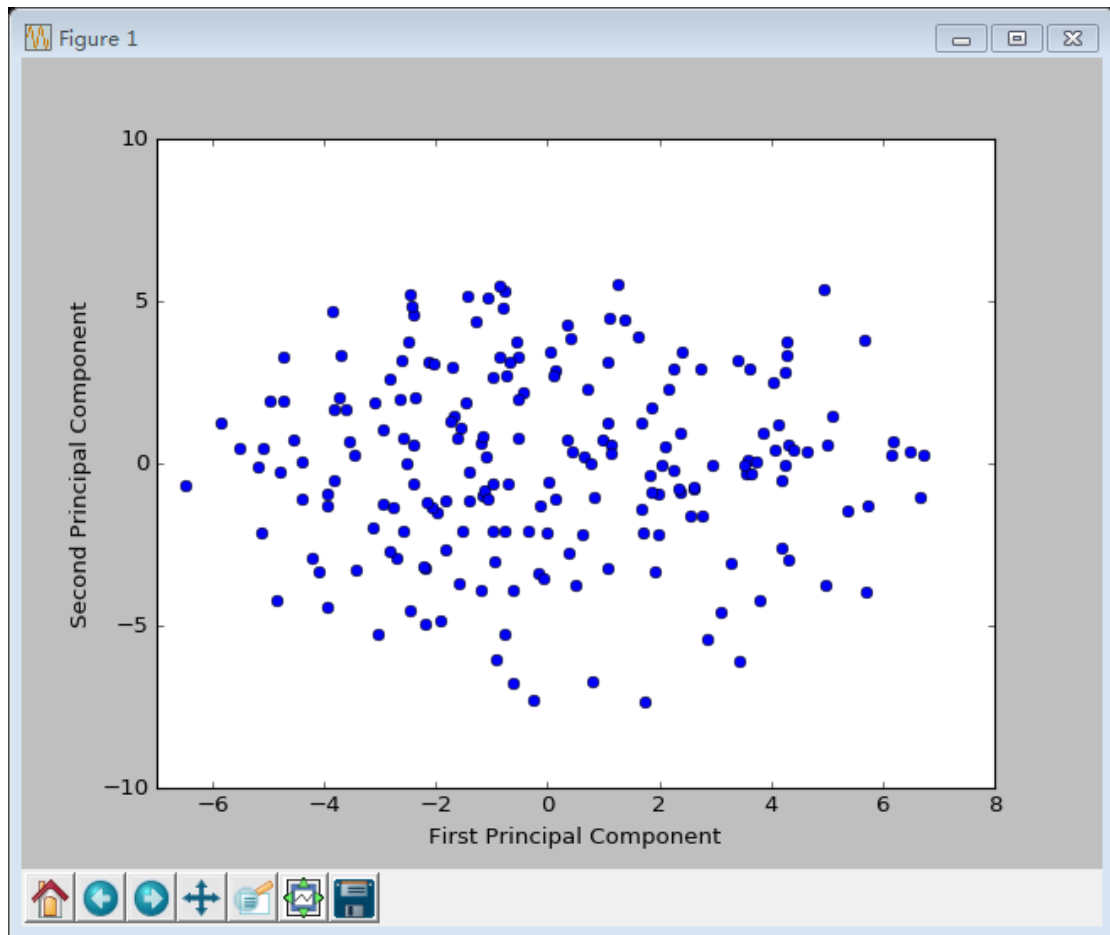 Figure 1
10
5
0
−5
−10
Second Principal Component
−6 −4 −2 0 2 4 6 8
First Principal Component